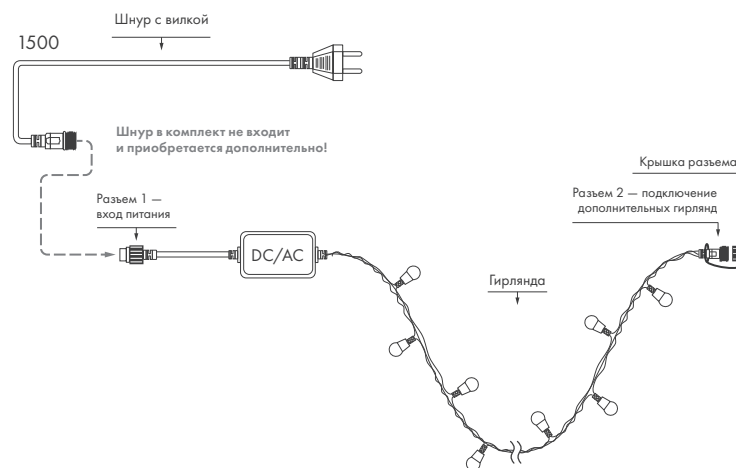 Шнур с вилкой
1500
Шнур в комплект не входит
и приобретается дополнительно!
Крышка разъема
Разъем 1 —
вход питания
Разъем 2 — подключение
дополнительных гирлянд
DC/AC
Гирлянда